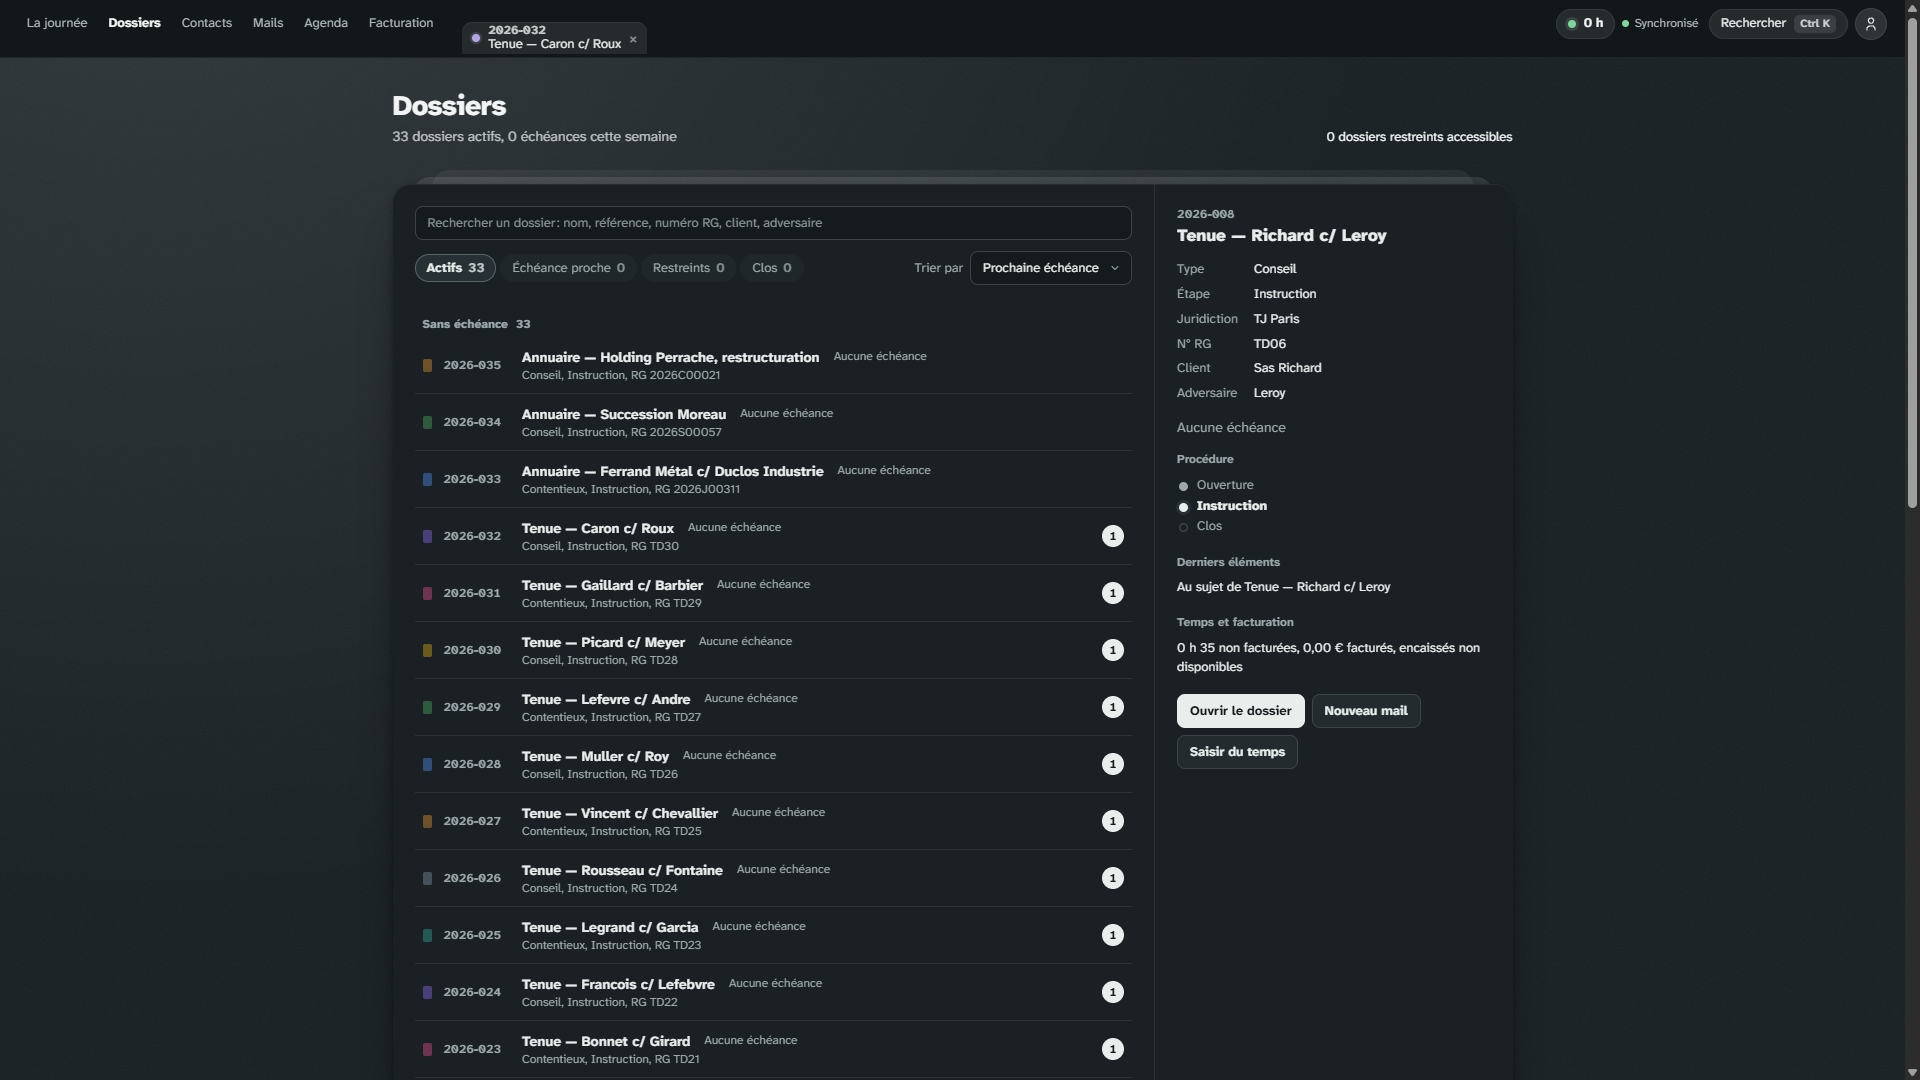 La journée
Dossiers
Contacts
Mails
Agenda
Facturation
2026-032
Tenue — Caron c/ Roux ×
0 h
Synchronisé
Rechercher Ctrl K
Dossiers
33 dossiers actifs, 0 échéances cette semaine
0 dossiers restreints accessibles
Rechercher un dossier: nom, référence, numéro RG, client, adversaire
Actifs 33
Échéance proche 0
Restreints 0
Clos 0
Trier par
Prochaine échéance
Sans échéance 33
2026-035
Annuaire — Holding Perrache, restructuration Aucune échéance
Conseil, Instruction, RG 2026C00021
2026-034
Annuaire — Succession Moreau Aucune échéance
Conseil, Instruction, RG 2026S00057
2026-033
Annuaire — Ferrand Métal c/ Duclos Industrie Aucune échéance
Contentieux, Instruction, RG 2026J00311
2026-032
Tenue — Caron c/ Roux Aucune échéance
Conseil, Instruction, RG TD30
1
2026-031
Tenue — Gaillard c/ Barbier Aucune échéance
Contentieux, Instruction, RG TD29
1
2026-030
Tenue — Picard c/ Meyer Aucune échéance
Conseil, Instruction, RG TD28
1
2026-029
Tenue — Lefevre c/ Andre Aucune échéance
Contentieux, Instruction, RG TD27
1
2026-028
Tenue — Muller c/ Roy Aucune échéance
Conseil, Instruction, RG TD26
1
2026-027
Tenue — Vincent c/ Chevallier Aucune échéance
Contentieux, Instruction, RG TD25
1
2026-026
Tenue — Rousseau c/ Fontaine Aucune échéance
Conseil, Instruction, RG TD24
1
2026-025
Tenue — Legrand c/ Garcia Aucune échéance
Contentieux, Instruction, RG TD23
1
2026-024
Tenue — Francois c/ Lefebvre Aucune échéance
Conseil, Instruction, RG TD22
1
2026-023
Tenue — Bonnet c/ Girard Aucune échéance
Contentieux, Instruction, RG TD21
1
2026-008
Tenue — Richard c/ Leroy
Type Conseil
Étape Instruction
Juridiction TJ Paris
N° RG TD06
Client Sas Richard
Adversaire Leroy
Aucune échéance
Procédure
Ouverture
Instruction
Clos
Derniers éléments
Au sujet de Tenue — Richard c/ Leroy
Temps et facturation
0 h 35 non facturées, 0,00 € facturés, encaissés non
disponibles
Ouvrir le dossier
Nouveau mail
Saisir du temps